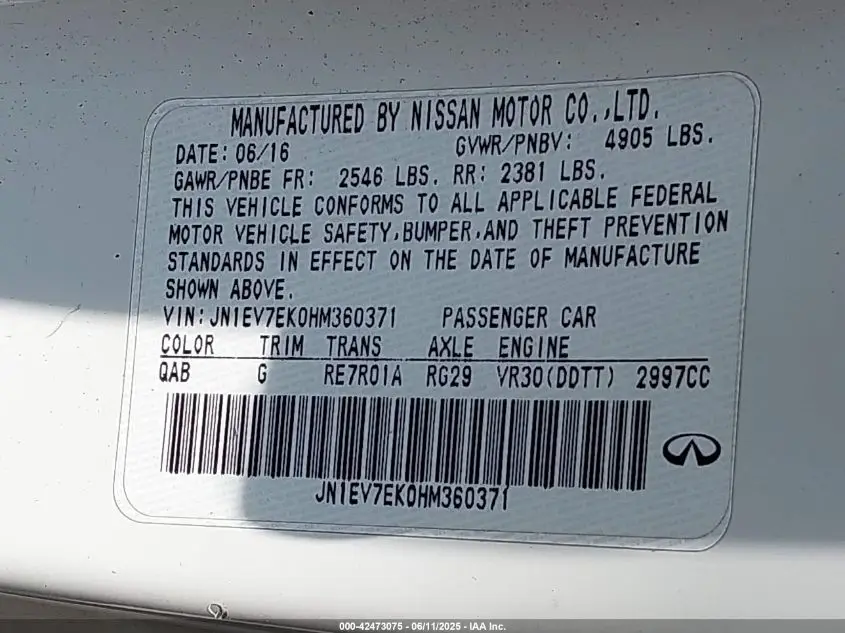 MANUFACTURED BY NISSAN MOTOR CO.,LTD.
DATE: 06/16 GVWR/PNBV: 4905 LBS.
GAWR/PNBE FR: 2546 LBS. RR: 2381 LBS.
THIS VEHICLE CONFORMS TO ALL APPLICABLE FEDERAL
MOTOR VEHICLE SAFETY,BUMPER,AND THEFT PREVENTION
STANDARDS IN EFFECT ON THE DATE OF MANUFACTURE
SHOWN ABOVE.
VIN:JN1EV7EK0HM360371 PASSENGER CAR
COLOR TRIM TRANS AXLE ENGINE
QAB G RE7R01A RG29 VR30(DDTT) 2997CC
JN1EV7EK0HM360371
000-42473075 - 06/11/2025 - IAA Inc.